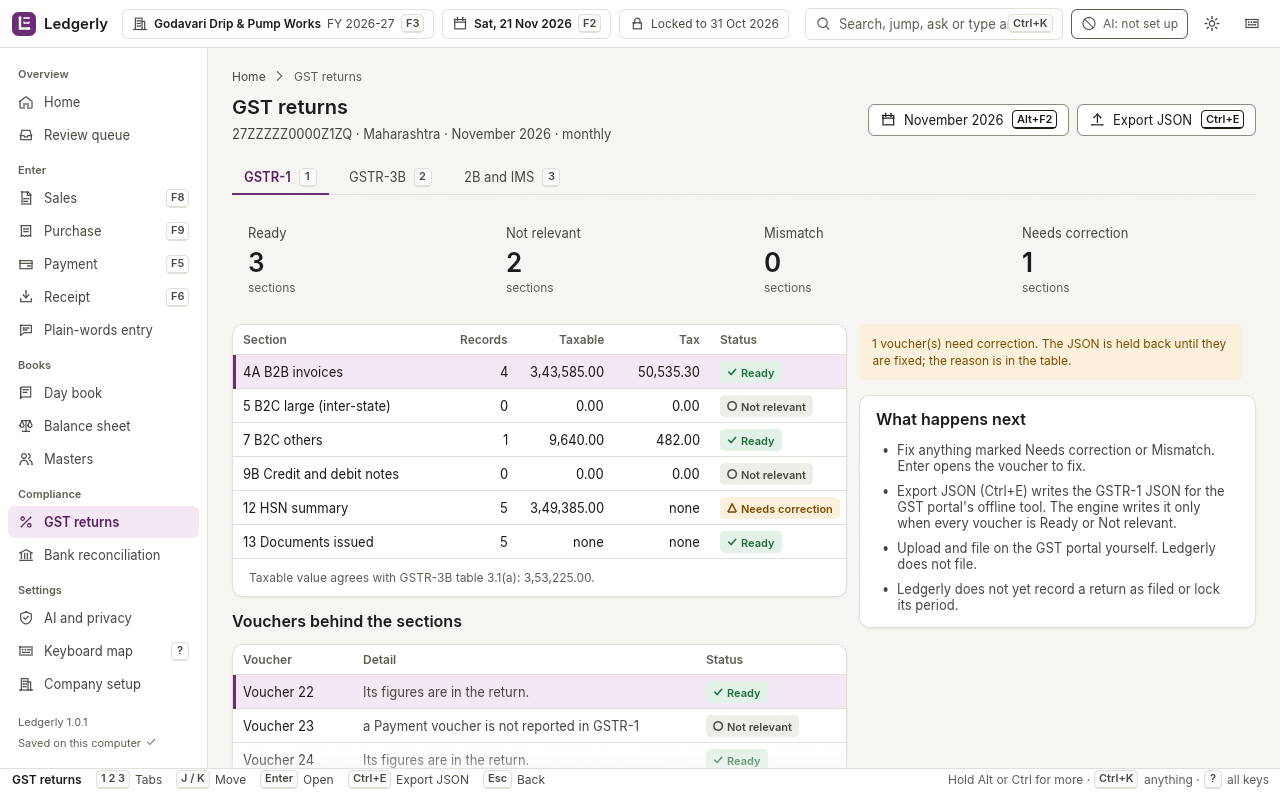 Ledgerly
Godavari Drip & Pump Works FY 2026-27 F3
Sat, 21 Nov 2026 F2
Locked to 31 Oct 2026
Search, jump, ask or type a Ctrl+K
AI: not set up
Overview
Home
Review queue
Enter
Sales F8
Purchase F9
Payment F5
Receipt F6
Plain-words entry
Books
Day book
Balance sheet
Masters
Compliance
GST returns
Bank reconciliation
Settings
AI and privacy
Keyboard map ?
Company setup
Ledgerly 1.0.1
Saved on this computer
Home GST returns
GST returns
27ZZZZZ0000Z1ZQ · Maharashtra · November 2026 · monthly
November 2026 Alt+F2
Export JSON Ctrl+E
GSTR-1 1 GSTR-3B 2 2B and IMS 3
Ready Not relevant Mismatch Needs correction
3 2 0 1
sections sections sections sections
Section Records Taxable Tax Status
4A B2B invoices 4 3,43,585.00 50,535.30 Ready
5 B2C large (inter-state) 0 0.00 0.00 Not relevant
7 B2C others 1 9,640.00 482.00 Ready
9B Credit and debit notes 0 0.00 0.00 Not relevant
12 HSN summary 5 3,49,385.00 none Needs correction
13 Documents issued 5 none none Ready
Taxable value agrees with GSTR-3B table 3.1(a): 3,53,225.00.
Vouchers behind the sections
Voucher Detail Status
Voucher 22 Its figures are in the return. Ready
Voucher 23 a Payment voucher is not reported in GSTR-1 Not relevant
Voucher 24 Its figures are in the return. Ready
1 voucher(s) need correction. The JSON is held back until they
are fixed; the reason is in the table.
What happens next
• Fix anything marked Needs correction or Mismatch.
Enter opens the voucher to fix.
• Export JSON (Ctrl+E) writes the GSTR-1 JSON for the
GST portal's offline tool. The engine writes it only
when every voucher is Ready or Not relevant.
• Upload and file on the GST portal yourself. Ledgerly
does not file.
• Ledgerly does not yet record a return as filed or lock
its period.
GST returns 1 2 3 Tabs J / K Move Enter Open Ctrl+E Export JSON Esc Back
Hold Alt or Ctrl for more · Ctrl+K anything · ? all keys